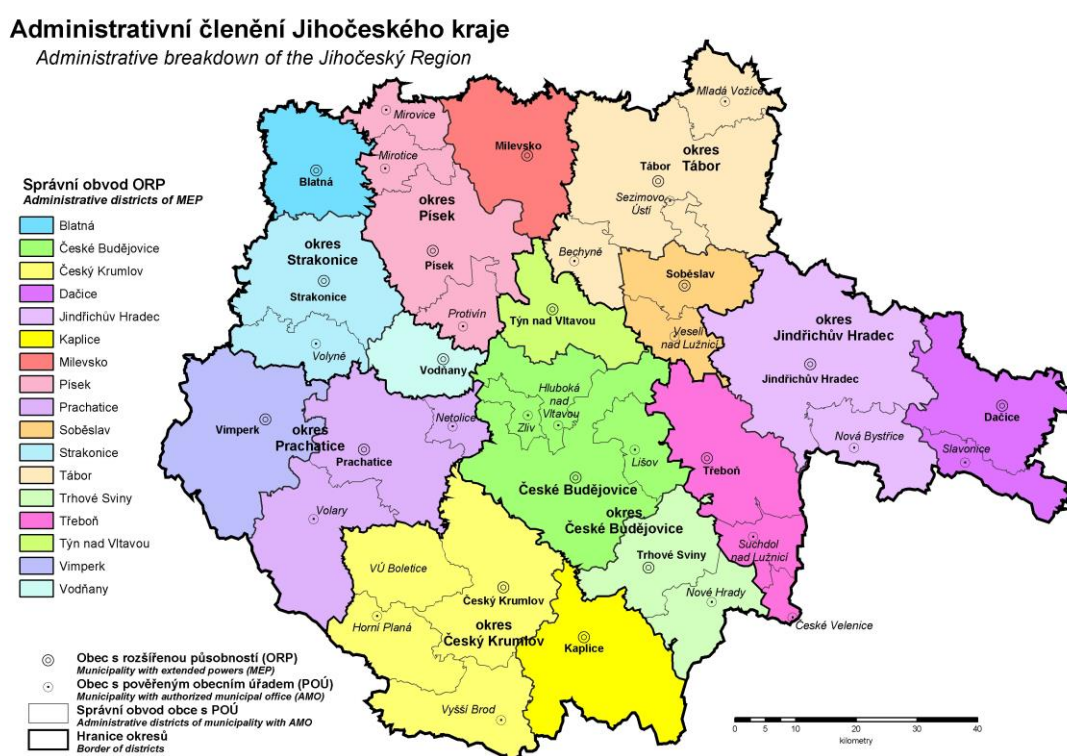 Administrativní členění Jihočeského kraje
Administrative breakdown of the Jihočeský Region
Mladá Vožice
Mirovice
Milevsko
okres
Tábor
Mirotice
Tábor
Blatná
Sezimovo
Ústí
okres
Písek
Správní obvod ORP
Administrative districts of MEP
Blatná
České Budějovice
Český Krumlov
Dačice
Jindřichův Hradec
Kaplice
Milevsko
Písek
Prachatice
Soběslav
Strakonice
Tábor
Trhové Sviny
Třeboň
Týn nad Vltavou
Vimperk
Vodňany
okres
Strakonice
Strakonice
Písek
Bechyně
Soběslav
Protivín
Týn nad Vltavou
Veselí
nad Lužnicí
okres
Jindřichův Hradec
Jindřichův Hradec
Volyně
Vodňany
Hluboká
nad
Vltavou
Zliv
Dačice
Vimperk
okres
Prachatice
Netolice
Prachatice
Nová Bystřice
Slavonice
Lišov
Třeboň
České Budějovice
okres
České Budějovice
Volary
Suchdol
nad Lužnicí
Trhové Sviny
VÚ Boletice
Český Krumlov
Nové Hrady
Horní Planá
okres
Český Krumlov
České Velenice
Kaplice
Vyšší Brod
Obec s rozšířenou působností (ORP)
Municipality with extended powers (MEP)
Obec s pověřeným obecním úřadem (POÚ)
Municipality with authorized municipal office (AMO)
Správní obvod obce s POÚ
Administrative districts of municipality with AMO
Hranice okresů
Border of districts
0 5 10 20 30 40
kilometry